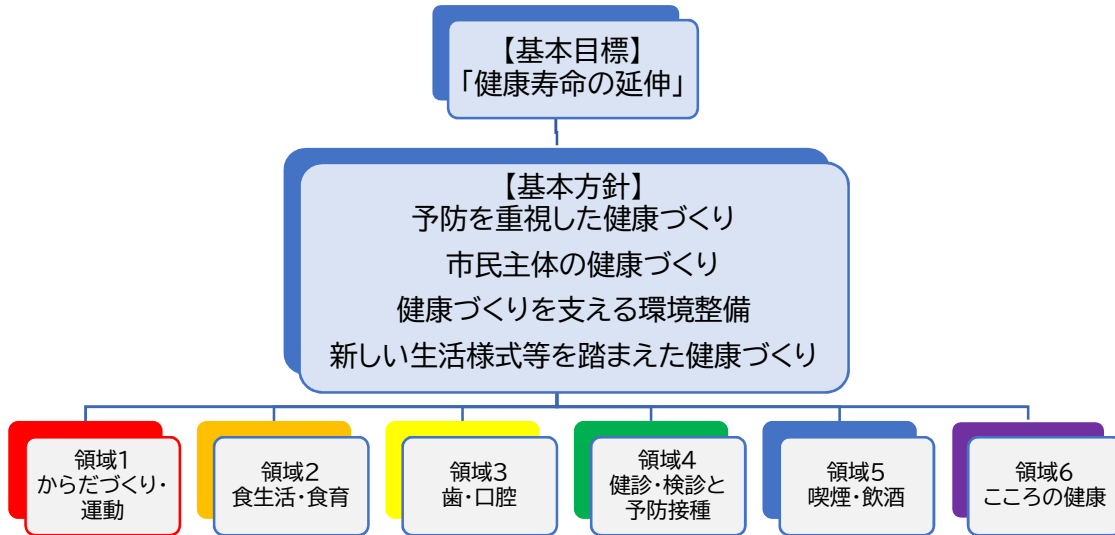 【基本目標】
「健康寿命の延伸」
【基本方針】
予防を重視した健康づくり
市民主体の健康づくり
健康づくりを支える環境整備
新しい生活様式等を踏まえた健康づくり
領域1
からだづくり・
運動
領域2
食生活・食育
領域3
歯・口腔
領域4
健診・検診と
予防接種
領域5
喫煙・飲酒
領域6
こころの健康